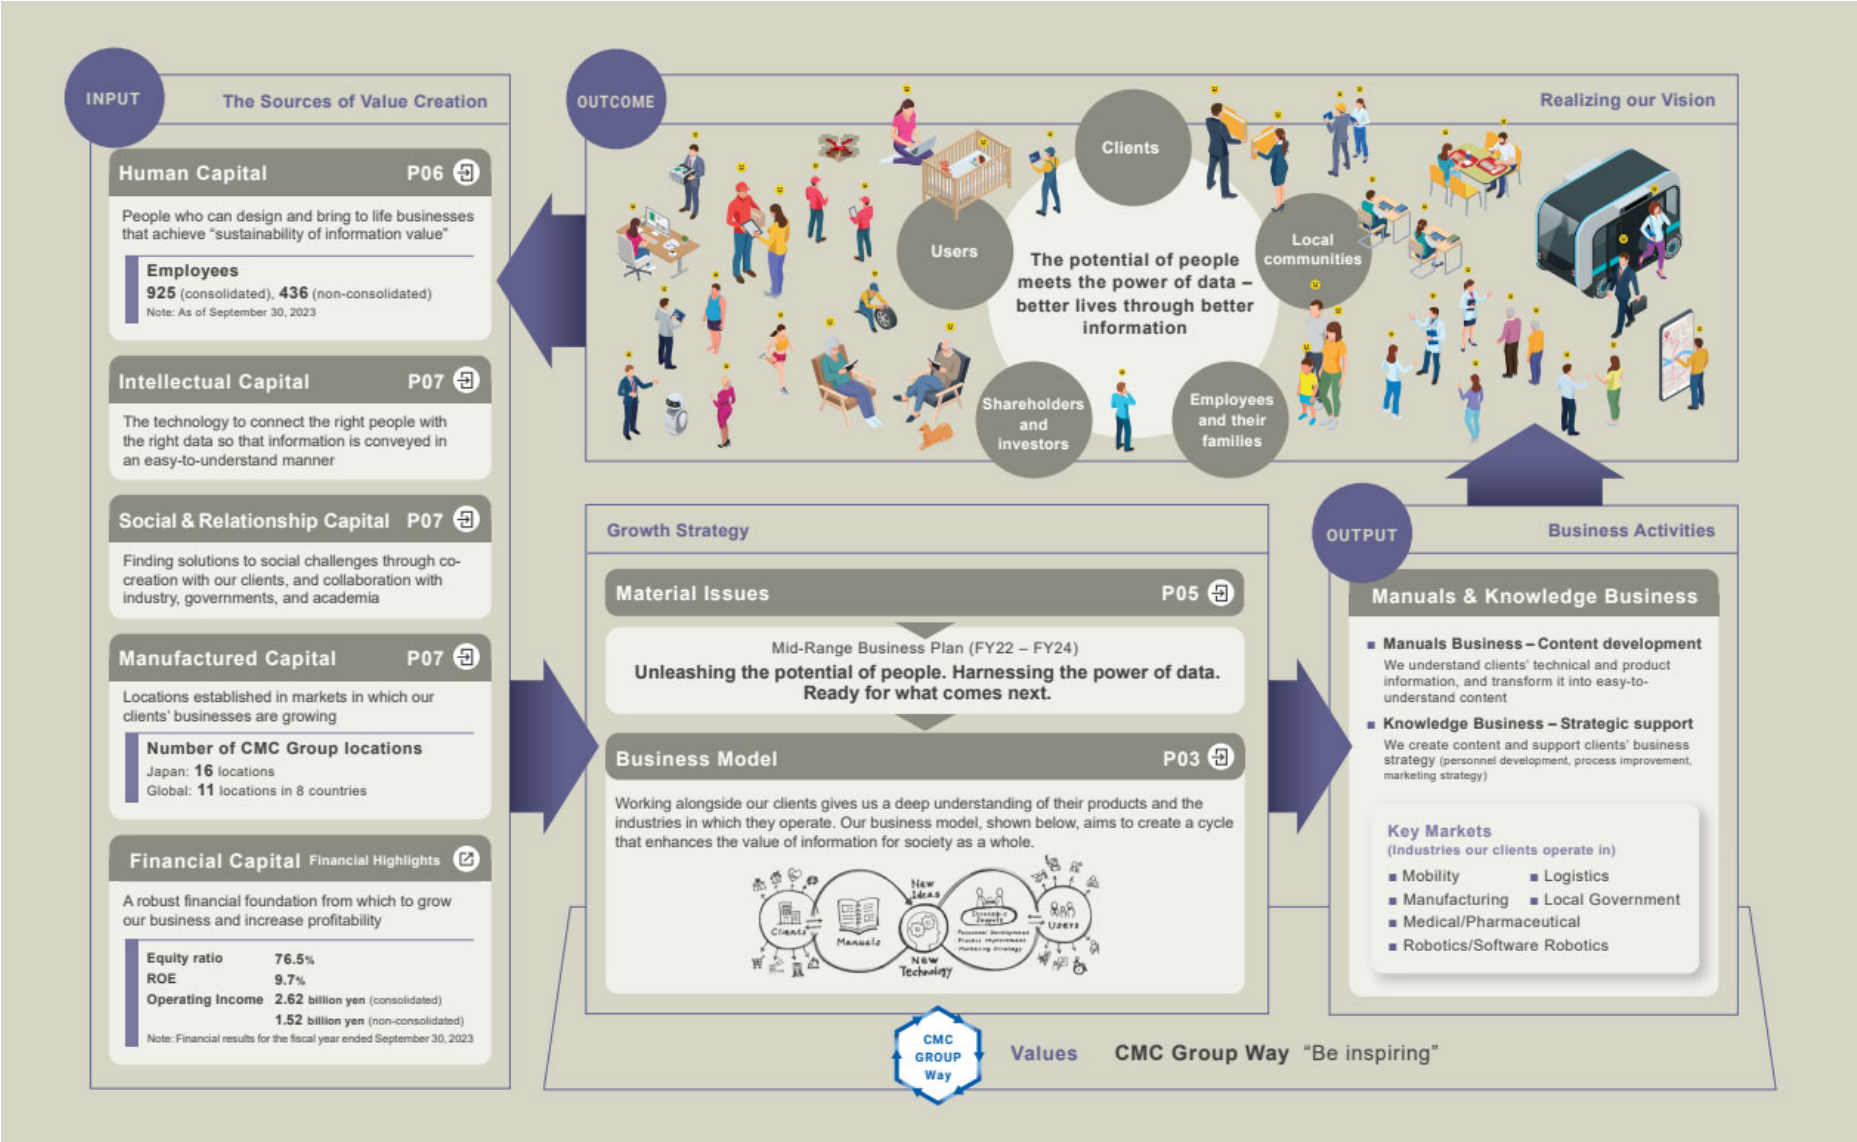 INPUT
The Sources of Value Creation
Human Capital P06
People who can design and bring to life businesses
that achieve “sustainability of information value”
Employees
925 (consolidated), 436 (non-consolidated)
Note: As of September 30, 2023
Intellectual Capital P07
The technology to connect the right people with
the right data so that information is conveyed in
an easy-to-understand manner
Social & Relationship Capital P07
Finding solutions to social challenges through co-
creation with our clients, and collaboration with
industry, governments, and academia
Manufactured Capital P07
Locations established in markets in which our
clients’ businesses are growing
Number of CMC Group locations
Japan: 16 locations
Global: 11 locations in 8 countries
Financial Capital Financial Highlights
A robust financial foundation from which to grow
our business and increase profitability
Equity ratio 76.5%
ROE 9.7%
Operating Income 2.62 billion yen (consolidated)
1.52 billion yen (non-consolidated)
Note: Financial results for the fiscal year ended September 30, 2023
OUTCOME
Realizing our Vision
Clients
Users
Local
communities
The potential of people
meets the power of data –
better lives through better
information
Shareholders
and
investors
Employees
and their
families
Growth Strategy
Material Issues P05
Mid-Range Business Plan (FY22 – FY24)
Unleashing the potential of people. Harnessing the power of data.
Ready for what comes next.
Business Model P03
Working alongside our clients gives us a deep understanding of their products and the
industries in which they operate. Our business model, shown below, aims to create a cycle
that enhances the value of information for society as a whole.
Clients
Manuals
New
Ideas
New
Technology
Strategic
Support
• Personnel Development
• Process Improvement
• Marketing Strategy
Users
OUTPUT
Business Activities
Manuals & Knowledge Business
■ Manuals Business – Content development
We understand clients’ technical and product
information, and transform it into easy-to-
understand content
■ Knowledge Business – Strategic support
We create content and support clients’ business
strategy (personnel development, process improvement,
marketing strategy)
Key Markets
(Industries our clients operate in)
■ Mobility ■ Logistics
■ Manufacturing ■ Local Government
■ Medical/Pharmaceutical
■ Robotics/Software Robotics
CMC
GROUP
Way
Values CMC Group Way “Be inspiring”